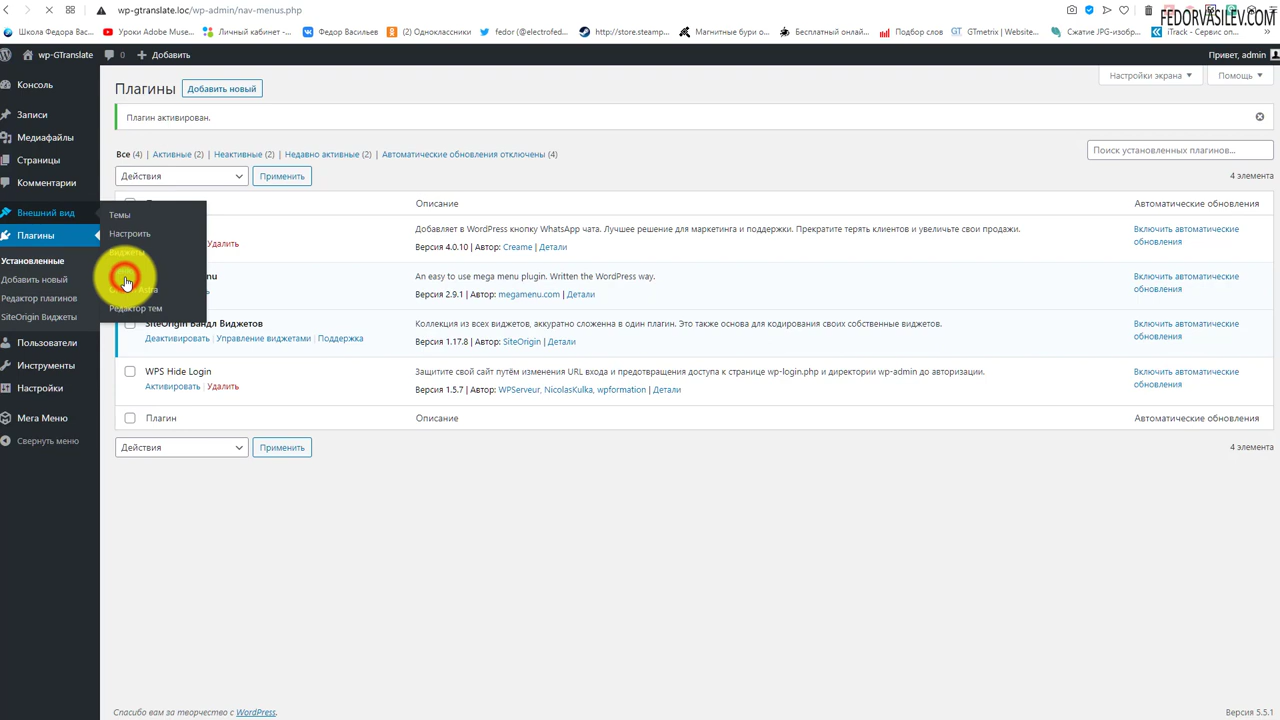 wp-gtranslate.loc/wp-admin/nav-menus.php
FEDORVASILEV.COM
Школа Федора Васил...
Уроки Adobe Muse...
Личный кабинет -...
Федор Васильев
(2) Одноклассники
fedor (@electrofed...
http://store.steamp...
Магнитные бури о...
Бесплатный онлай...
Подбор слов
GTmetrix | Website...
Сжатие JPG-изобр...
iTrack - Сервис оп...
wp-GTranslate
0
Добавить
Привет, admin
Консоль
Записи
Медиафайлы
Страницы
Комментарии
Внешний вид
Плагины
Установленные
Добавить новый
Редактор плагинов
SiteOrigin Виджеты
Пользователи
Инструменты
Настройки
Мега Меню
Свернуть меню
Темы
Настроить
Виджеты
Astra
Редактор тем
Настройки экрана
Помощь
Плагины
Добавить новый
Плагин активирован.
Все (4) | Активные (2) | Неактивные (2) | Недавно активные (2) | Автоматические обновления отключены (4)
Поиск установленных плагинов...
Действия
Применить
4 элемента
Описание
Автоматические обновления
Удалить
Добавляет в WordPress кнопку WhatsApp чата. Лучшее решение для маркетинга и поддержки. Прекратите терять клиентов и увеличьте свои продажи.
Версия 4.0.10 | Автор: Creame | Детали
Включить автоматические
обновления
nu
An easy to use mega menu plugin. Written the WordPress way.
Версия 2.9.1 | Автор: megamenu.com | Детали
Включить автоматические
обновления
SiteOrigin Бандл Виджетов
Деактивировать | Управление виджетами | Поддержка
Коллекция из всех виджетов, аккуратно сложенна в один плагин. Это также основа для кодирования своих собственные виджетов.
Версия 1.17.8 | Автор: SiteOrigin | Детали
Включить автоматические
обновления
WPS Hide Login
Активировать | Удалить
Защитите свой сайт путём изменения URL входа и предотвращения доступа к странице wp-login.php и директории wp-admin до авторизации.
Версия 1.5.7 | Автор: WPServeur, NicolasKulka, wpformation | Детали
Включить автоматические
обновления
Плагин
Описание
Автоматические обновления
Действия
Применить
4 элемента
Спасибо вам за творчество с WordPress.
Версия 5.5.1